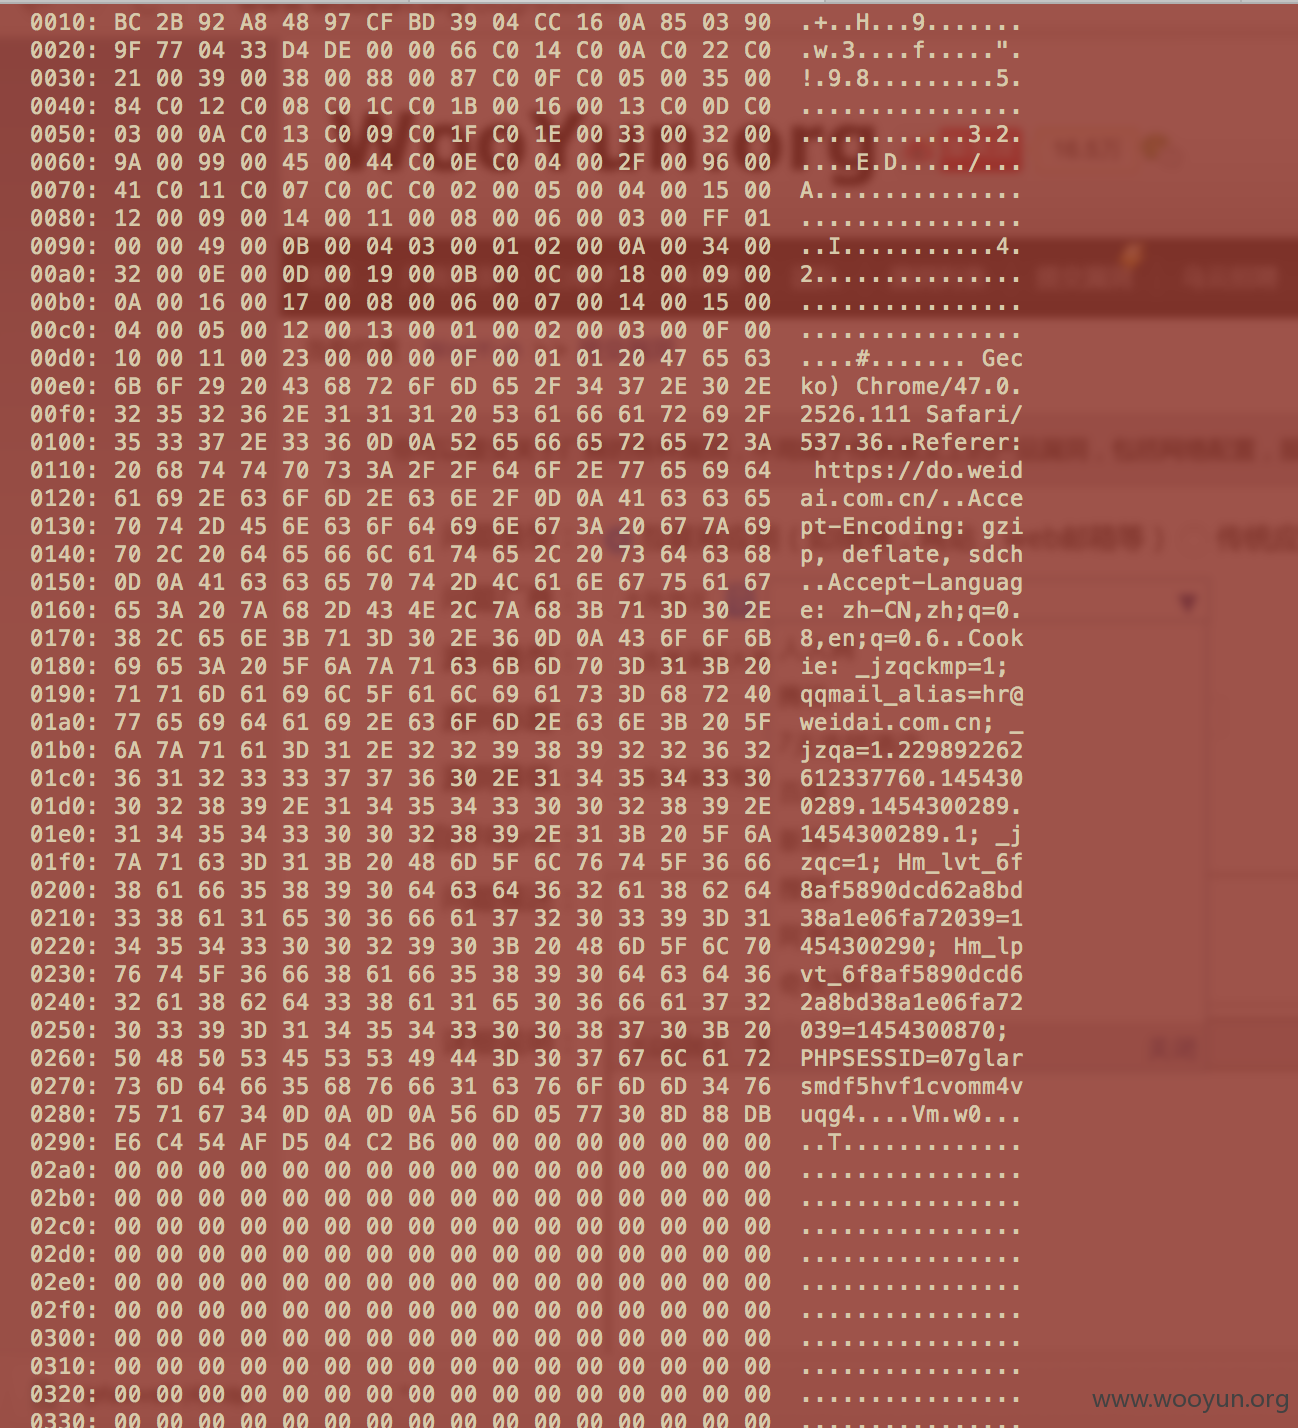 0010: BC 2B 92 A8 48 97 CF BD 39 04 CC 16 0A 85 03 90 .+..H...9.......
0020: 9F 77 04 33 D4 DE 00 00 66 C0 14 C0 0A C0 22 C0 .w.3....f.....".
0030: 21 00 39 00 38 00 88 00 87 C0 0F C0 05 00 35 00 !.9.8.........5.
0040: 84 C0 12 C0 08 C0 1C C0 1B 00 16 00 13 C0 0D C0 ................
0050: 03 00 0A C0 13 C0 09 C0 1F C0 1E 00 33 00 32 00 ............3.2.
0060: 9A 00 99 00 45 00 44 C0 0E C0 04 00 2F 00 96 00 ....E.D...../...
0070: 41 C0 11 C0 07 C0 0C C0 02 00 05 00 04 00 15 00 A...............
0080: 12 00 09 00 14 00 11 00 08 00 06 00 03 00 FF 01 ................
0090: 00 00 49 00 0B 00 04 03 00 01 02 00 0A 00 34 00 ..I...........4.
00a0: 32 00 0E 00 0D 00 19 00 0B 00 0C 00 18 00 09 00 2...............
00b0: 0A 00 16 00 17 00 08 00 06 00 07 00 14 00 15 00 ................
00c0: 04 00 05 00 12 00 13 00 01 00 02 00 03 00 0F 00 ................
00d0: 10 00 11 00 23 00 00 00 0F 00 01 01 20 47 65 63 ....#....... Gec
00e0: 6B 6F 29 20 43 68 72 6F 6D 65 2F 34 37 2E 30 2E ko) Chrome/47.0.
00f0: 32 35 32 36 2E 31 31 31 20 53 61 66 61 72 69 2F 2526.111 Safari/
0100: 35 33 37 2E 33 36 0D 0A 52 65 66 65 72 65 72 3A 537.36..Referer:
0110: 20 68 74 74 70 73 3A 2F 2F 64 6F 2E 77 65 69 64  https://do.weid
0120: 61 69 2E 63 6F 6D 2E 63 6E 2F 0D 0A 41 63 63 65 ai.com.cn/..Acce
0130: 70 74 2D 45 6E 63 6F 64 69 6E 67 3A 20 67 7A 69 pt-Encoding: gzi
0140: 70 2C 20 64 65 66 6C 61 74 65 2C 20 73 64 63 68 p, deflate, sdch
0150: 0D 0A 41 63 63 65 70 74 2D 4C 61 6E 67 75 61 67 ..Accept-Languag
0160: 65 3A 20 7A 68 2D 43 4E 2C 7A 68 3B 71 3D 30 2E e: zh-CN,zh;q=0.
0170: 38 2C 65 6E 3B 71 3D 30 2E 36 0D 0A 43 6F 6F 6B 8,en;q=0.6..Cook
0180: 69 65 3A 20 5F 6A 7A 71 63 6B 6D 70 3D 31 3B 20 ie: _jzqckmp=1;
0190: 71 71 6D 61 69 6C 5F 61 6C 69 61 73 3D 68 72 40 qqmail_alias=hr@
01a0: 77 65 69 64 61 69 2E 63 6F 6D 2E 63 6E 3B 20 5F weidai.com.cn; _
01b0: 6A 7A 71 61 3D 31 2E 32 32 39 38 39 32 32 36 32 jzqa=1.229892262
01c0: 36 31 32 33 33 37 37 36 30 2E 31 34 35 34 33 30 612337760.145430
01d0: 30 32 38 39 2E 31 34 35 34 33 30 30 32 38 39 2E 0289.1454300289.
01e0: 31 34 35 34 33 30 30 32 38 39 2E 31 3B 20 5F 6A 1454300289.1; _j
01f0: 7A 71 63 3D 31 3B 20 48 6D 5F 6C 76 74 5F 36 66 zqc=1; Hm_lvt_6f
0200: 38 61 66 35 38 39 30 64 63 64 36 32 61 38 62 64 8af5890dcd62a8bd
0210: 33 38 61 31 65 30 36 66 61 37 32 30 33 39 3D 31 38a1e06fa72039=1
0220: 34 35 34 33 30 30 32 39 30 3B 20 48 6D 5F 6C 70 454300290; Hm_lp
0230: 76 74 5F 36 66 38 61 66 35 38 39 30 64 63 64 36 vt_6f8af5890dcd6
0240: 32 61 38 62 64 33 38 61 31 65 30 36 66 61 37 32 2a8bd38a1e06fa72
0250: 30 33 39 3D 31 34 35 34 33 30 30 38 37 30 3B 20 039=1454300870;
0260: 50 48 50 53 45 53 53 49 44 3D 30 37 67 6C 61 72 PHPSESSID=07glar
0270: 73 6D 64 66 35 68 76 66 31 63 76 6F 6D 6D 34 76 smdf5hvf1cvomm4v
0280: 75 71 67 34 0D 0A 0D 0A 56 6D 05 77 30 8D 88 DB uqg4....Vm.w0...
0290: E6 C4 54 AF D5 04 C2 B6 00 00 00 00 00 00 00 00 ..T.............
02a0: 00 00 00 00 00 00 00 00 00 00 00 00 00 00 00 00 ................
02b0: 00 00 00 00 00 00 00 00 00 00 00 00 00 00 00 00 ................
02c0: 00 00 00 00 00 00 00 00 00 00 00 00 00 00 00 00 ................
02d0: 00 00 00 00 00 00 00 00 00 00 00 00 00 00 00 00 ................
02e0: 00 00 00 00 00 00 00 00 00 00 00 00 00 00 00 00 ................
02f0: 00 00 00 00 00 00 00 00 00 00 00 00 00 00 00 00 ................
0300: 00 00 00 00 00 00 00 00 00 00 00 00 00 00 00 00 ................
0310: 00 00 00 00 00 00 00 00 00 00 00 00 00 00 00 00 ................
0320: 00 00 00 00 00 00 00 00 00 00 00 00 00 00 00 00 ................
0330: 00 00 00 00 00 00 00 00 00 00 00 00 00 00 00 00 ................
WooYun.org
www.wooyun.org